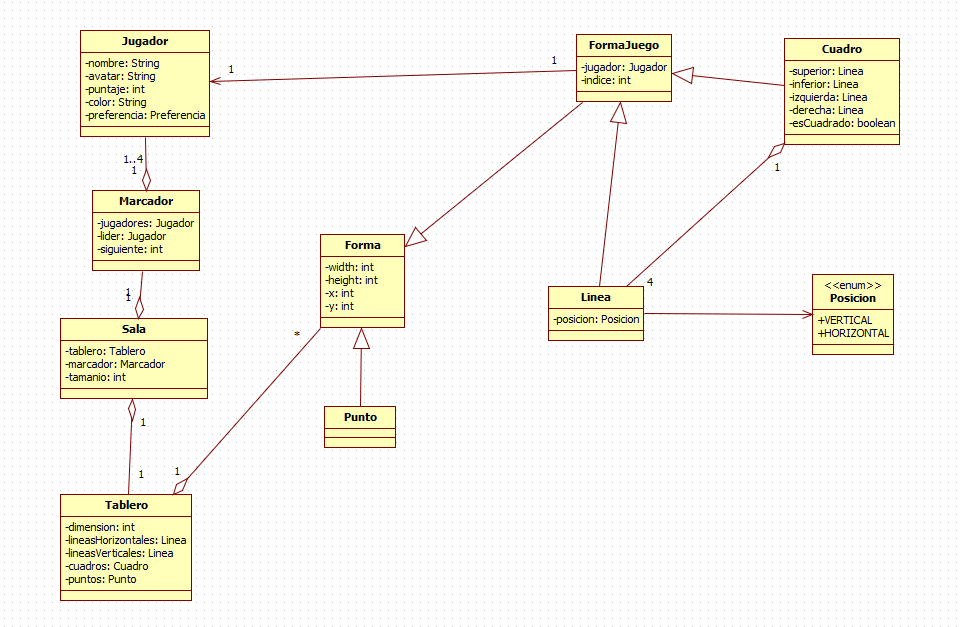 Jugador
-nombre: String
-avatar: String
-puntaje: int
-color: String
-preferencia: Preferencia
1
1
FormaJuego
-jugador: Jugador
-indice: int
Cuadro
-superior: Linea
-inferior: Linea
-izquierda: Linea
-derecha: Linea
-esCuadrado: boolean
1..4
1
1
Marcador
-jugadores: Jugador
-lider: Jugador
-siguiente: int
Forma
-width: int
-height: int
-x: int
-y: int
4
Linea
-posicion: Posicion
<<enum>>
Posicion
+VERTICAL
+HORIZONTAL
1
1
Sala
-tablero: Tablero
-marcador: Marcador
-tamanio: int
*
Punto
1
1
1
Tablero
-dimension: int
-lineasHorizontales: Linea
-lineasVerticales: Linea
-cuadros: Cuadro
-puntos: Punto